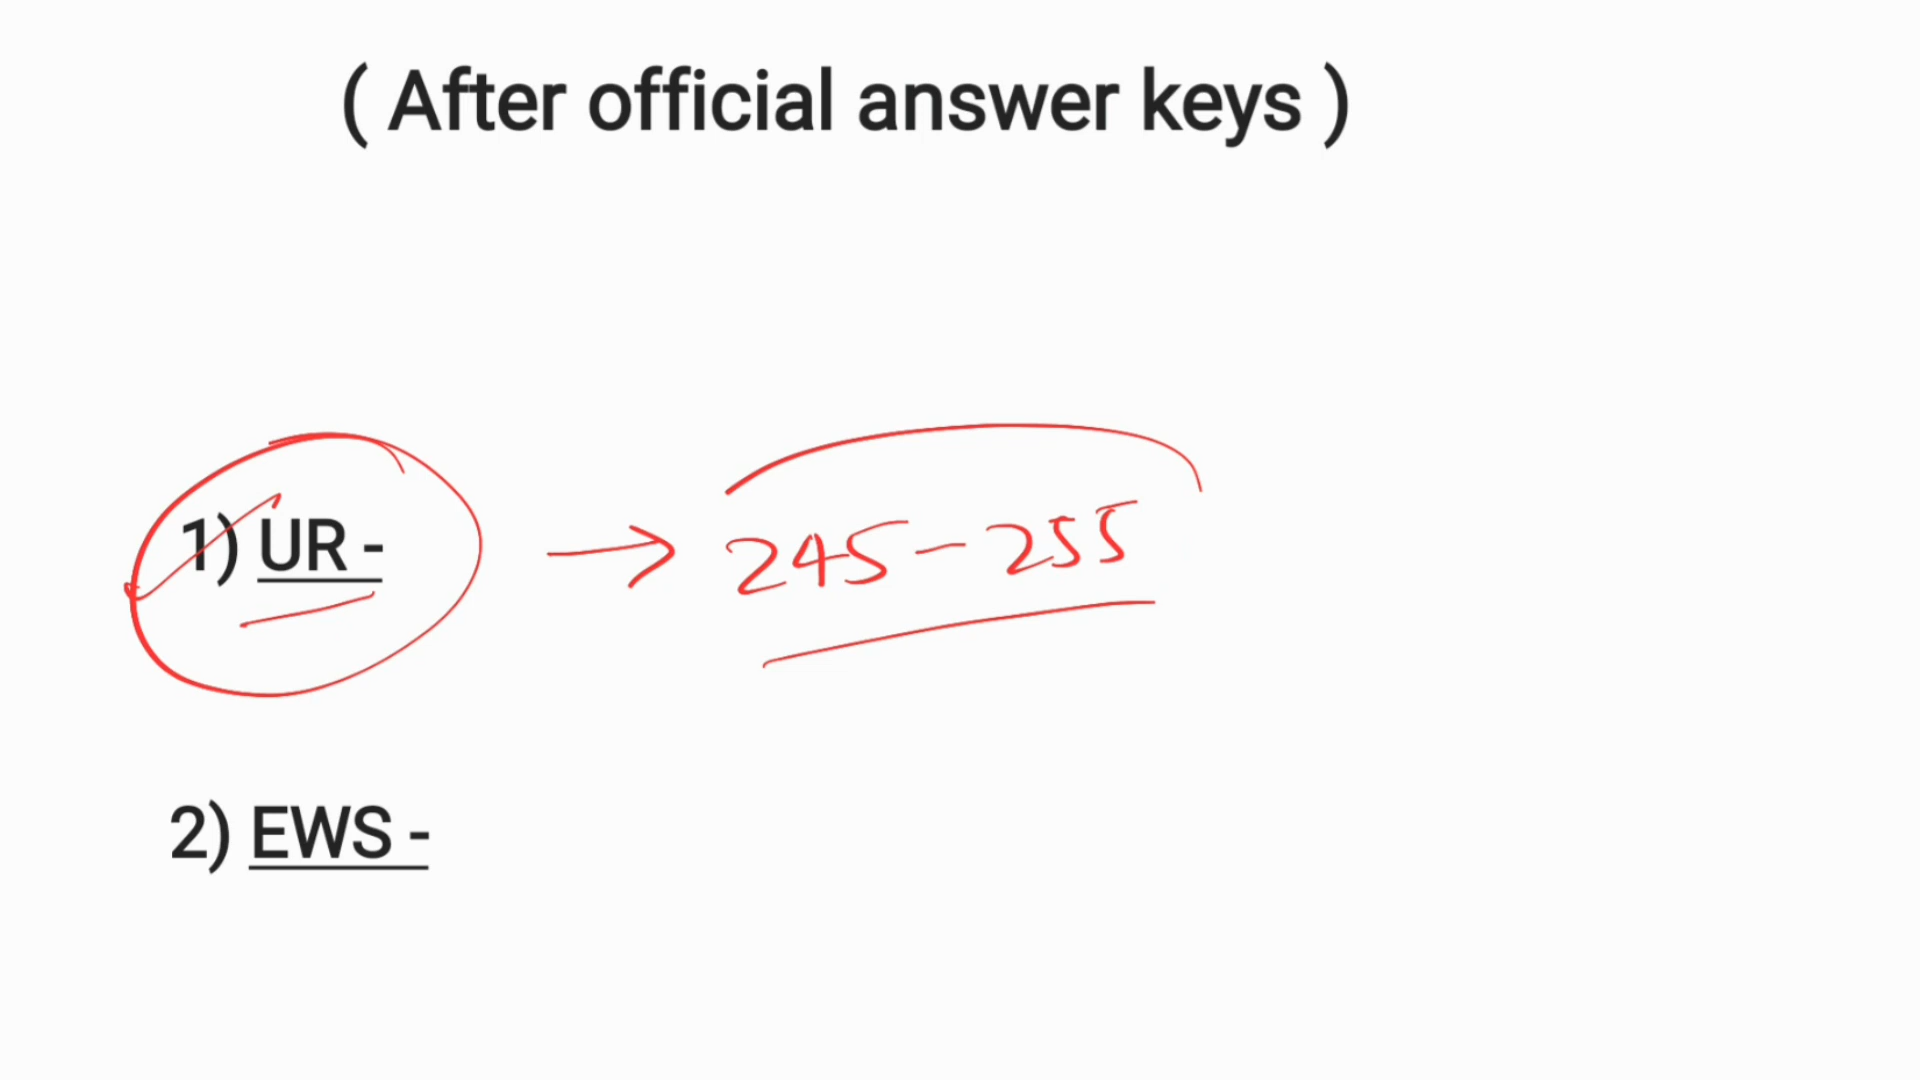 ( After official answer keys )
1) UR - → 245 - 255
2) EWS -